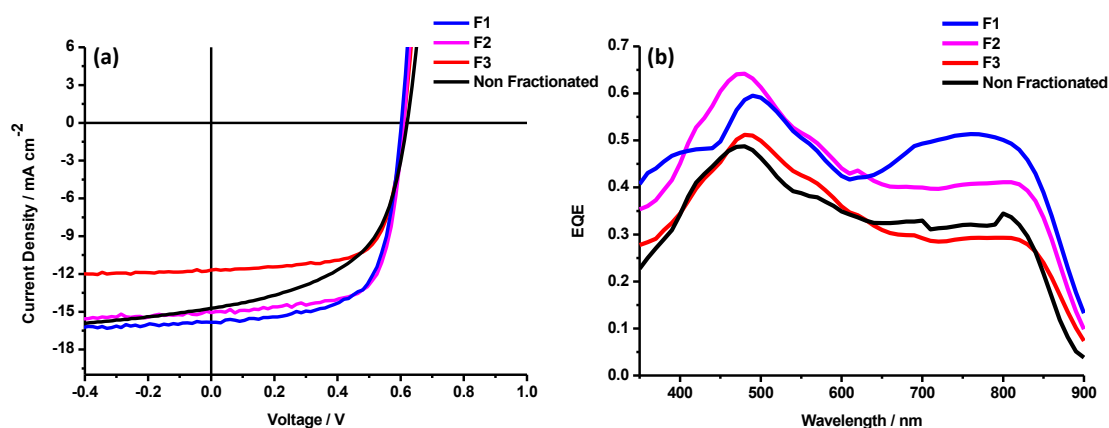 F1
F2
F3
Non Fractionated
(a)
6
3
0
-3
-6
-9
-12
-15
-18
Current Density / mA cm-2
-0.4
-0.2
0.0
0.2
0.4
0.6
0.8
1.0
Voltage / V
F1
F2
F3
Non Fractionated
(b)
0.7
0.6
0.5
0.4
0.3
0.2
0.1
0.0
EQE
400
500
600
700
800
900
Wavelength / nm